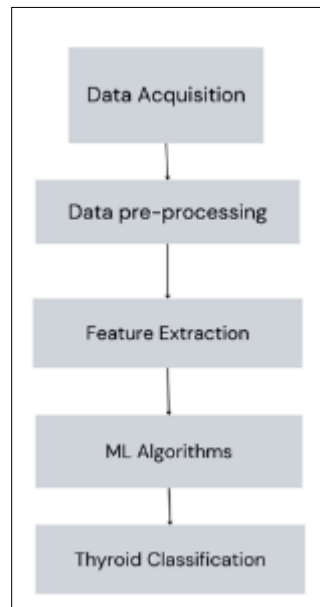 Data Acquisition
Data pre-processing
Feature Extraction
ML Algorithms
Thyroid Classification